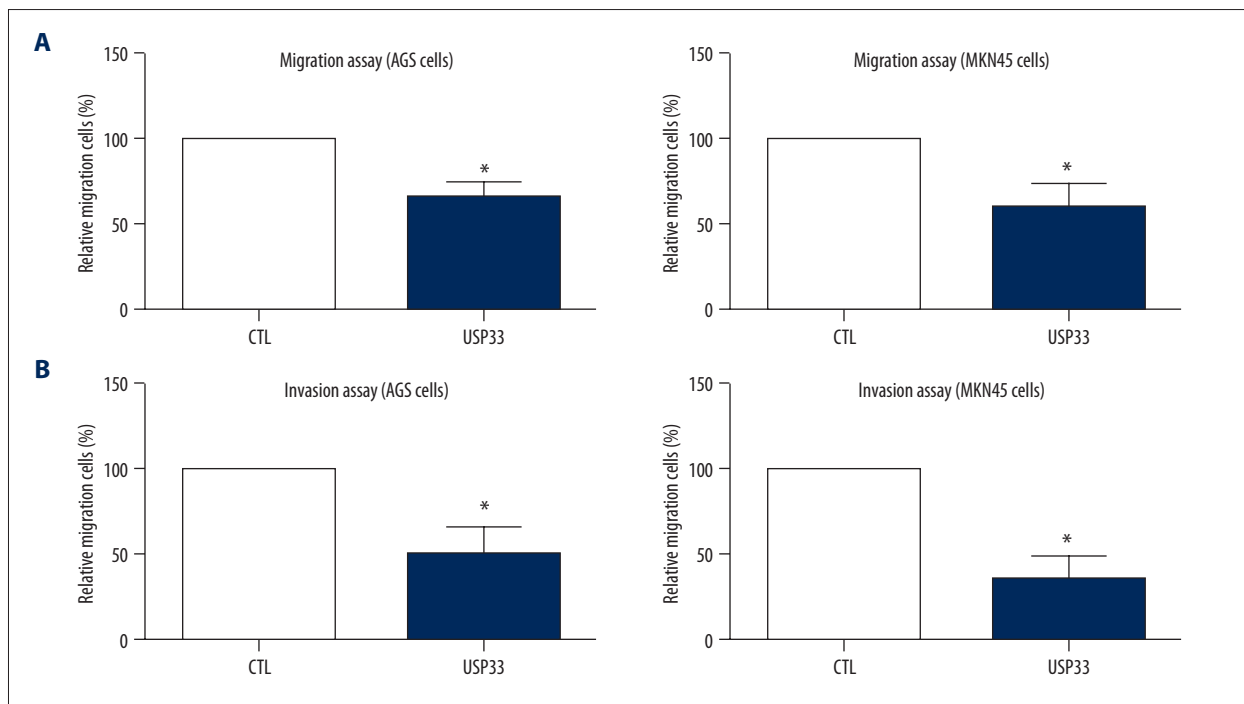 A
Migration assay (AGS cells)
Relative migration cells (%)
150
100
50
0
*
CTL
USP33
Migration assay (MKN45 cells)
Relative migration cells (%)
150
100
50
0
*
CTL
USP33
B
Invasion assay (AGS cells)
Relative migration cells (%)
150
100
50
0
*
CTL
USP33
Invasion assay (MKN45 cells)
Relative migration cells (%)
150
100
50
0
*
CTL
USP33